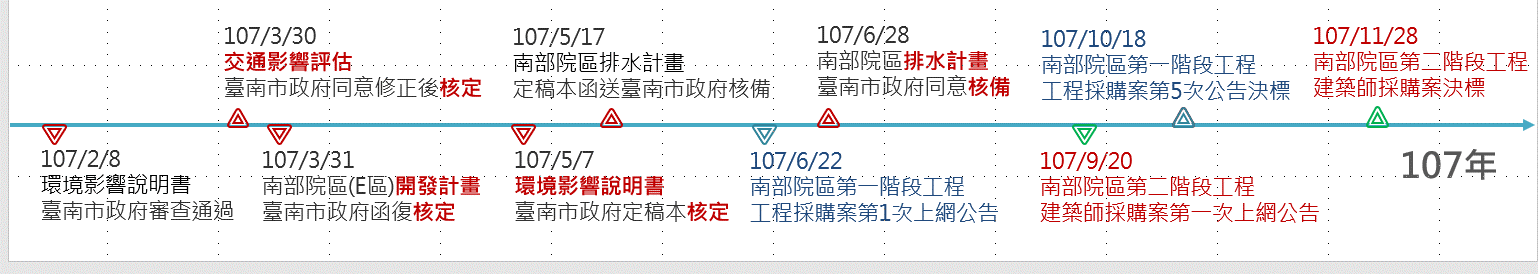 107/3/30
交通影響評估
臺南市政府同意修正後核定
107/5/17
南部院區排水計畫
定稿本函送臺南市政府核備
107/6/28
南部院區排水計畫
臺南市政府同意核備
107/10/18
南部院區第一階段工程
工程採購案第5次公告決標
107/11/28
南部院區第二階段工程
建築師採購案決標
107/2/8
環境影響說明書
臺南市政府審查通過
107/3/31
南部院區(E區)開發計畫
臺南市政府函復核定
107/5/7
環境影響說明書
臺南市政府定稿本核定
107/6/22
南部院區第一階段工程
工程採購案第1次上網公告
107/9/20
南部院區第二階段工程
建築師採購案第一次上網公告
107年